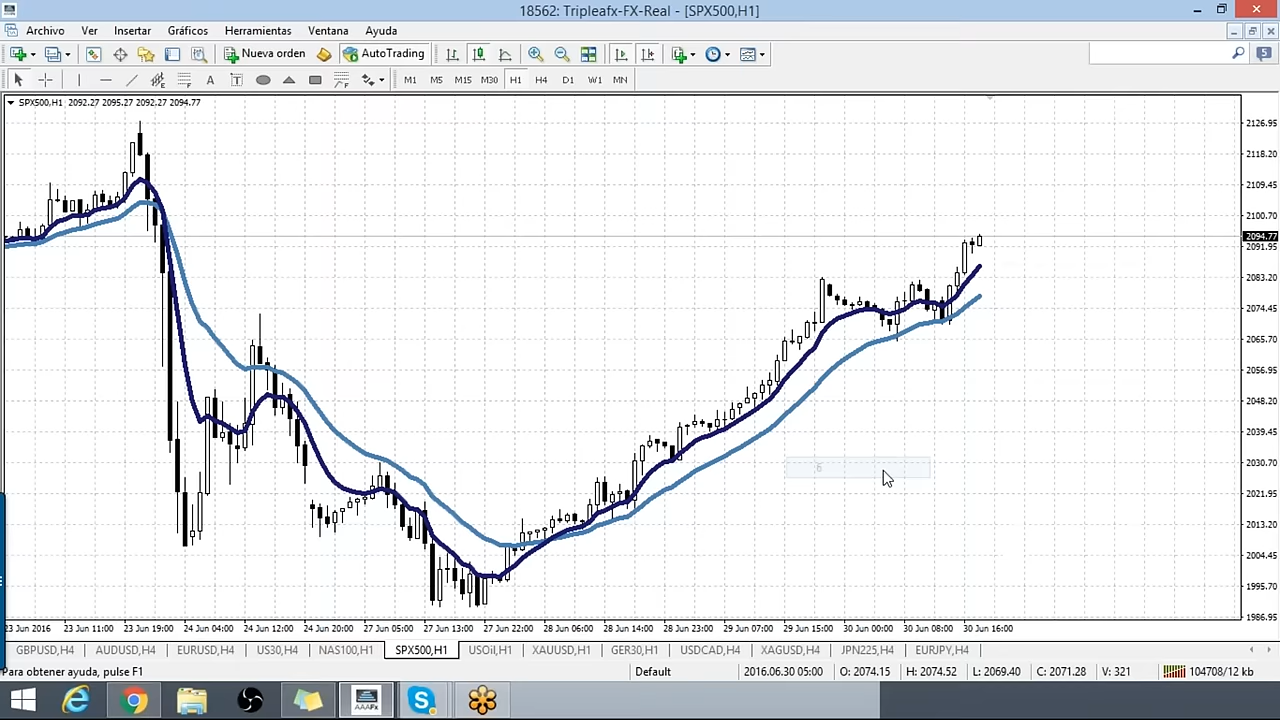 18562: Tripleafx-FX-Real - [SPX500,H1]
Archivo Ver Insertar Gráficos Herramientas Ventana Ayuda
Nueva orden AutoTrading
5
A T F M1 M5 M15 M30 H1 H4 D1 W1 MN
SPX500,H1 2092.27 2095.27 2092.27 2094.77
2126.95
2118.20
2109.45
2100.70
2094.77
2091.95
2083.20
2074.45
2065.70
2056.95
2048.20
2039.45
2030.70
2021.95
2013.20
2004.45
1995.70
1986.95
6
23 Jun 2016 23 Jun 11:00 23 Jun 19:00 24 Jun 04:00 24 Jun 12:00 24 Jun 20:00 27 Jun 05:00 27 Jun 13:00 27 Jun 22:00 28 Jun 06:00 28 Jun 14:00 28 Jun 23:00 29 Jun 07:00 29 Jun 15:00 30 Jun 00:00 30 Jun 08:00 30 Jun 16:00
GBPUSD,H4 AUDUSD,H4 EURUSD,H4 US30,H4 NAS100,H1 SPX500,H1 USOil,H1 XAUUSD,H1 GER30,H1 USDCAD,H4 XAGUSD,H4 JPN225,H4 EURJPY,H4
Para obtener ayuda, pulse F1 Default 2016.06.30 05:00 O: 2074.15 H: 2074.52 L: 2069.40 C: 2071.28 V: 321 104708/12 kb
AAAFx